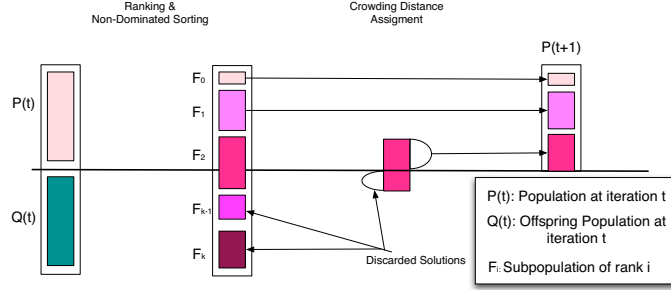 Ranking &
Non-Dominated Sorting
Crowding Distance
Assigment
P(t+1)
P(t)
Q(t)
F0
F1
F2
Fk-1
Fk
Discarded Solutions
P(t): Population at iteration t
Q(t): Offspring Population at
iteration t
Fi: Subpopulation of rank i